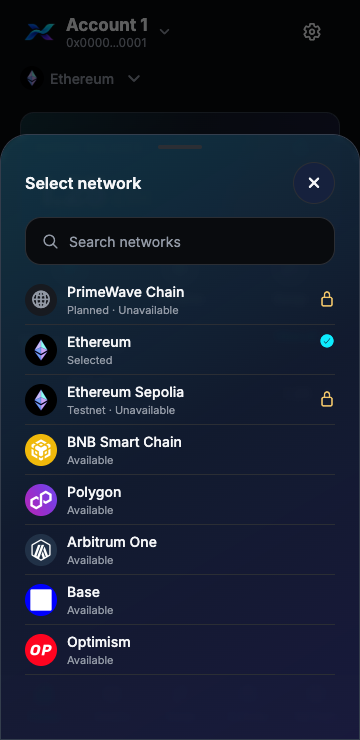 Account 1
0x0000...0001
Ethereum
Select network
Search networks
PrimeWave Chain
Planned · Unavailable
Ethereum
Selected
Ethereum Sepolia
Testnet · Unavailable
BNB Smart Chain
Available
Polygon
Available
Arbitrum One
Available
Base
Available
OP
Optimism
Available